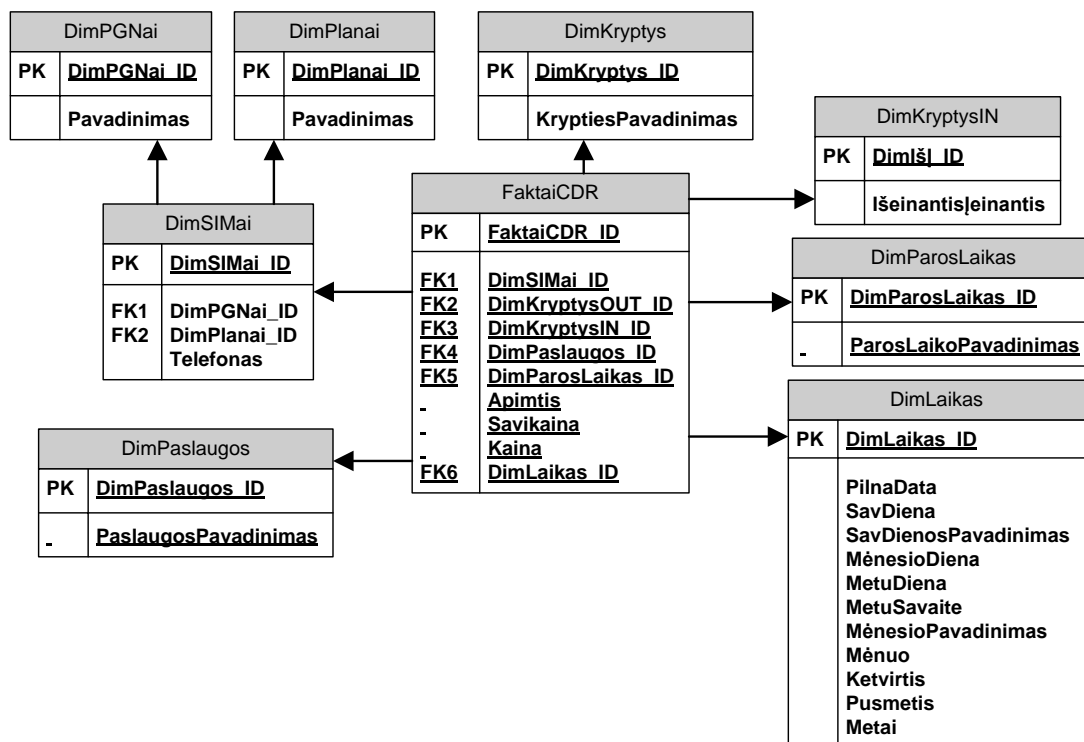 DimPGNai
PK DimPGNai_ID
Pavadinimas
DimPlanai
PK DimPlanai_ID
Pavadinimas
DimKryptys
PK DimKryptys_ID
KryptiesPavadinimas
DimKryptysIN
PK DimIšĮ_ID
IšeinantisĮeinantis
DimSIMai
PK DimSIMai_ID
FK1 DimPGNai_ID
FK2 DimPlanai_ID
Telefonas
FaktaiCDR
PK FaktaiCDR_ID
FK1 DimSIMai_ID
FK2 DimKryptysOUT_ID
FK3 DimKryptysIN_ID
FK4 DimPaslaugos_ID
FK5 DimParosLaikas_ID
Apimtis
Savikaina
Kaina
FK6 DimLaikas_ID
DimParosLaikas
PK DimParosLaikas_ID
ParosLaikoPavadinimas
DimPaslaugos
PK DimPaslaugos_ID
PaslaugosPavadinimas
DimLaikas
PK DimLaikas_ID
PilnaData
SavDiena
SavDienosPavadinimas
MėnesioDiena
MetuDiena
MetuSavaite
MėnesioPavadinimas
Mėnuo
Ketvirtis
Pusmetis
Metai